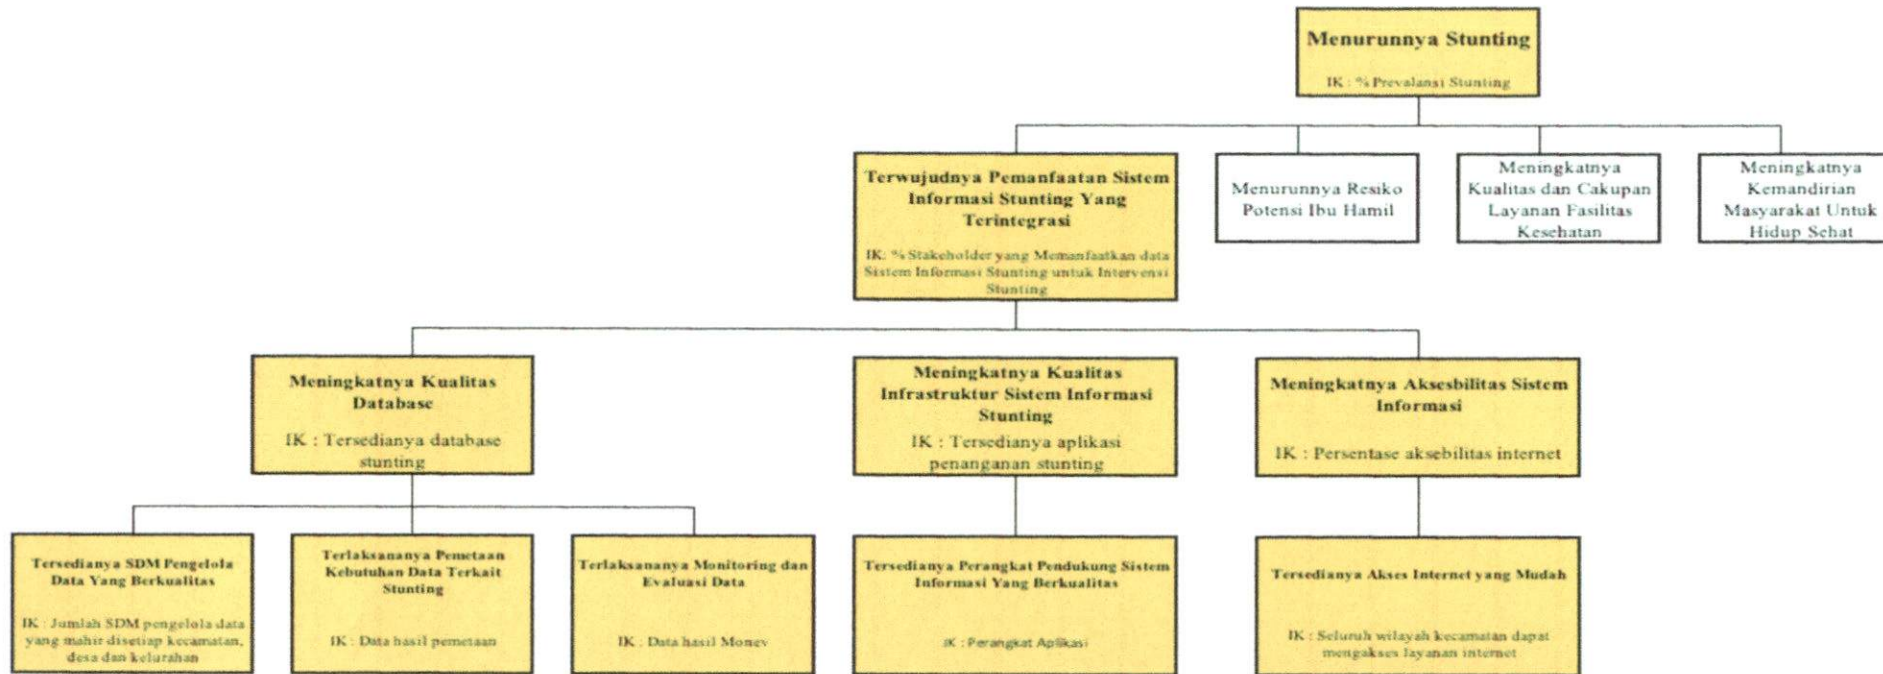 Menurunnya Stunting
IK : % Prevalansi Stunting
Terwujudnya Pemanfaatan Sistem
Informasi Stunting Yang
Terintegrasi
IK: % Stakeholder yang Memanfaatkan data
Sistem Informasi Stunting untuk Intervensi
Stunting
Menurunnya Resiko
Potensi Ibu Hamil
Meningkatnya
Kualitas dan Cakupan
Layanan Fasilitas
Kesehatan
Meningkatnya
Kemandirian
Masyarakat Untuk
Hidup Sehat
Meningkatnya Kualitas
Database
IK : Tersedianya database
stunting
Meningkatnya Kualitas
Infrastruktur Sistem Informasi
Stunting
IK : Tersedianya aplikasi
penanganan stunting
Meningkatnya Aksesbilitas Sistem
Informasi
IK : Persentase aksebilitas internet
Tersedianya SDM Pengelola
Data Yang Berkualitas
IK : Jumlah SDM pengelola data
yang mahir disetiap kecamatan,
desa dan kelurahan
Terlaksananya Pemetaan
Kebutuhan Data Terkait
Stunting
IK : Data hasil pemetaan
Terlaksananya Monitoring dan
Evaluasi Data
IK : Data hasil Monev
Tersedianya Perangkat Pendukung Sistem
Informasi Yang Berkualitas
IK : Perangkat Aplikasi
Tersedianya Akses Internet yang Mudah
IK : Seluruh wilayah kecamatan dapat
mengakses layanan internet